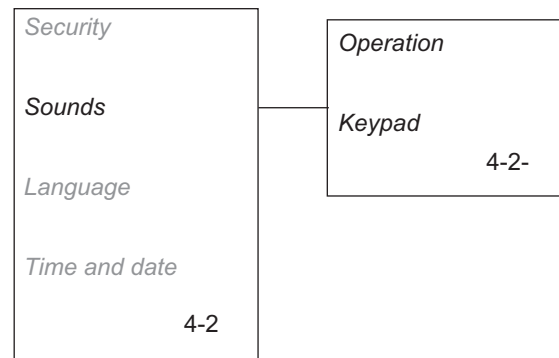 Security
Sounds
Language
Time and date
4-2
Operation
Keypad
4-2-